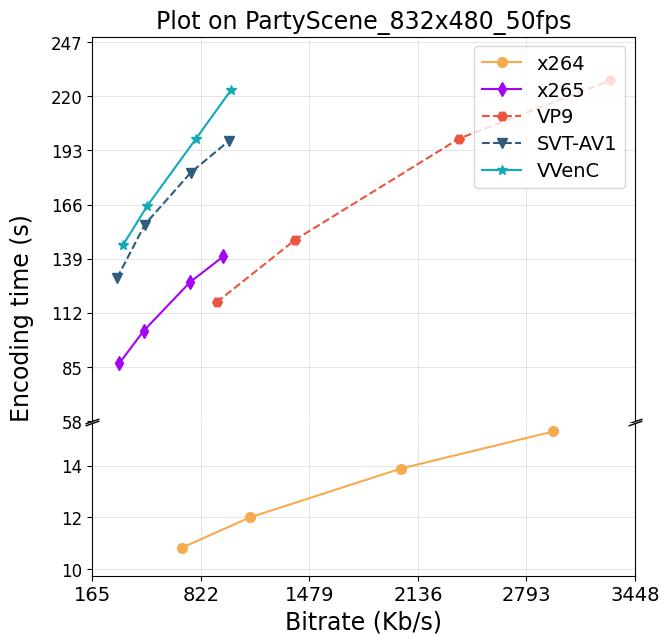 Plot on PartyScene_832x480_50fps
x264
x265
VP9
SVT-AV1
VVenC
Encoding time (s)
247
220
193
166
139
112
85
58
14
12
10
165
822
1479
2136
2793
3448
Bitrate (Kb/s)